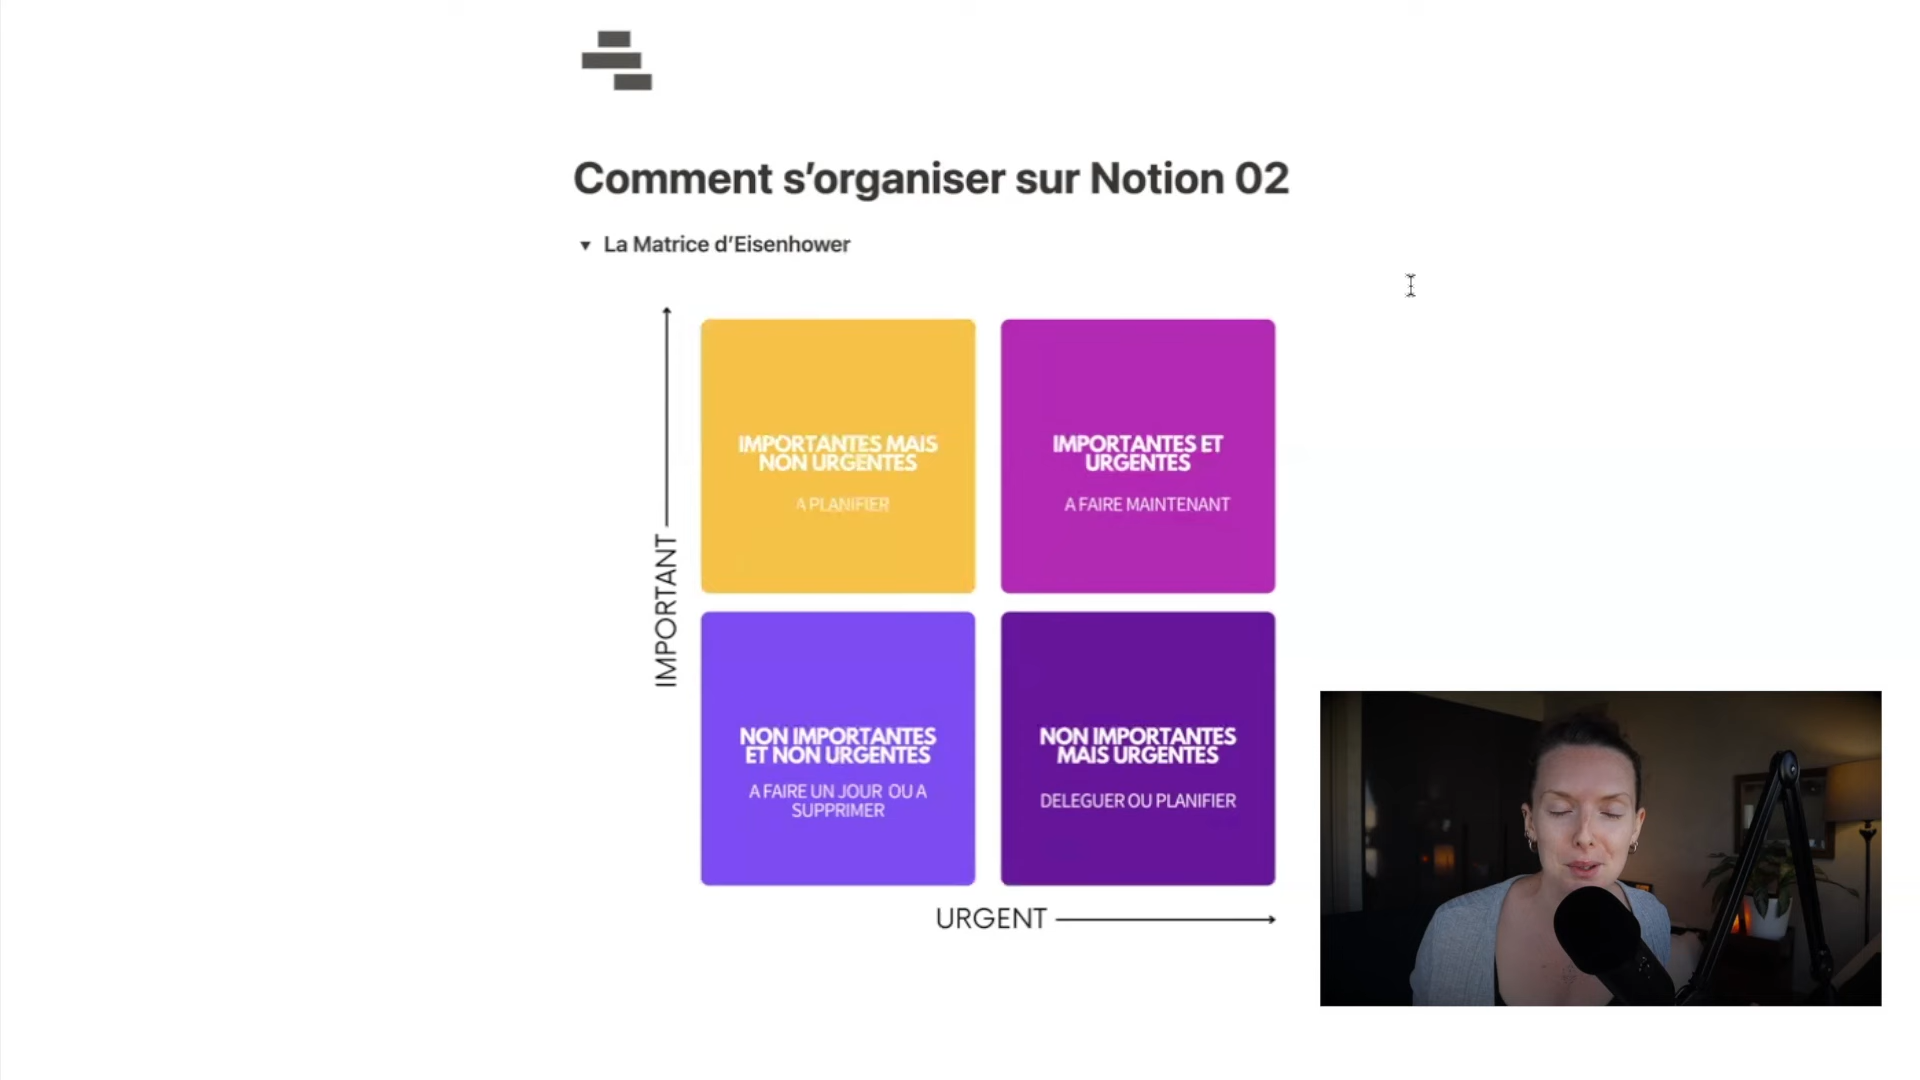 Comment s’organiser sur Notion 02
La Matrice d’Eisenhower
IMPORTANT
IMPORTANTES MAIS
NON URGENTES
A PLANIFIER
IMPORTANTES ET
URGENTES
A FAIRE MAINTENANT
NON IMPORTANTES
ET NON URGENTES
A FAIRE UN JOUR OU A
SUPPRIMER
NON IMPORTANTES
MAIS URGENTES
DELEGUER OU PLANIFIER
URGENT